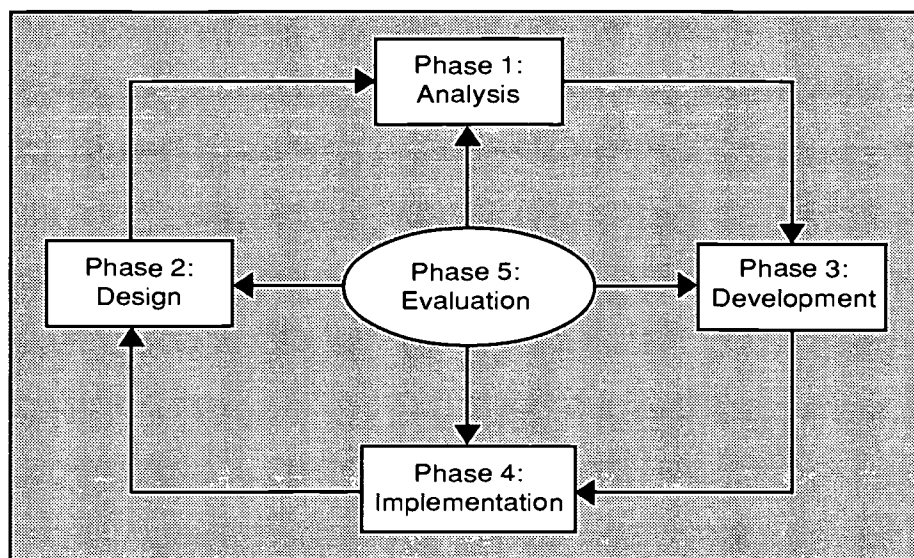 Phase 1:
Analysis
Phase 2:
Design
Phase 5:
Evaluation
Phase 3:
Development
Phase 4:
Implementation